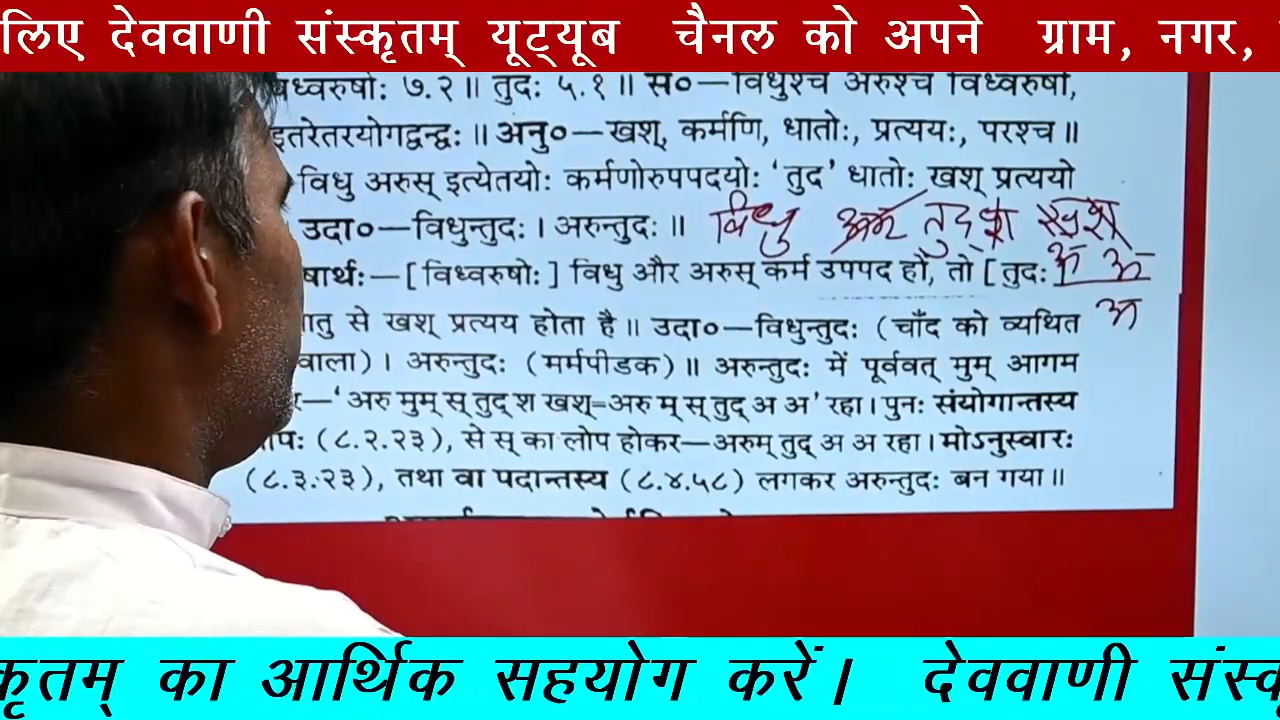 लिए देववाणी संस्कृतम् यूट्यूब चैनल को अपने ग्राम, नगर,
बध्वरुषोः ७.२॥ तुदः ५.१॥ स०—विधुश्च अरुश्च विध्वरुषौ,
इतरेतरयोगद्वन्द्वः॥ अनु०—खश्, कर्मणि, धातोः, प्रत्ययः, परश्च॥
विधु अरुस् इत्येतयोः कर्मणोरुपपदयोः 'तुद' धातोः खश् प्रत्ययो
उदा०—विधुन्तुदः। अरुन्तुदः॥ विधु तुद् श खश्
षार्थः—[विध्वरुषोः] विधु और अरुस् कर्म उपपद हों, तो [तुदः अ अ
ातु से खश् प्रत्यय होता है॥ उदा०—विधुन्तुदः (चाँद को व्यथित अ
वाला)। अरुन्तुदः (मर्मपीडक)॥ अरुन्तुदः में पूर्ववत् मुम् आगम
र—'अरु मुम् स् तुद् श खश्=अरु म् स् तुद् अ अ' रहा। पुनः संयोगान्तस्य
पः (८.२.२३), से स् का लोप होकर—अरुम् तुद् अ अ रहा। मोऽनुस्वारः
(८.३.२३), तथा वा पदान्तस्य (८.४.५८) लगकर अरुन्तुदः बन गया॥
कृतम् का आर्थिक सहयोग करें। देववाणी संस्कृ